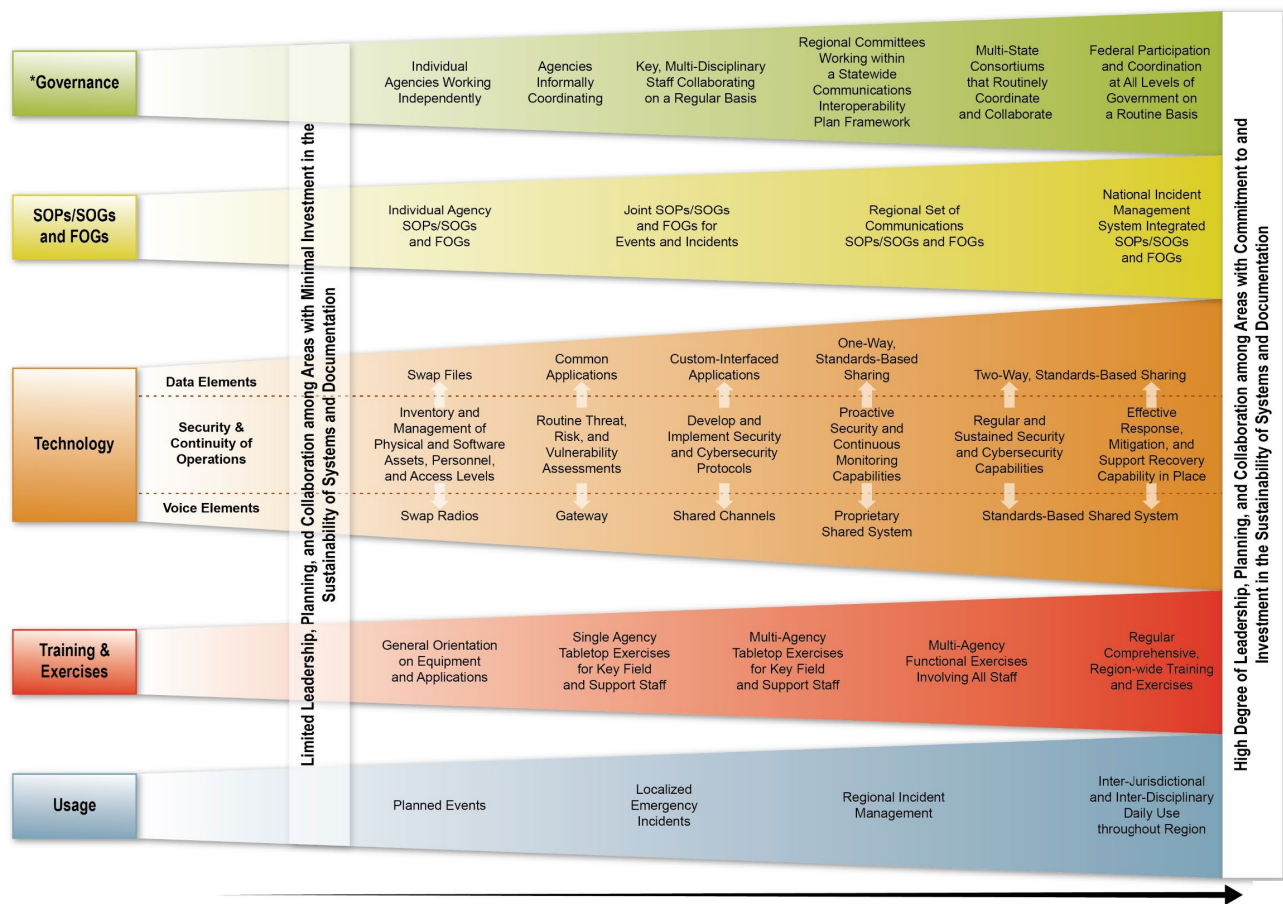 *Governance
Individual
Agencies Working
Independently
Agencies
Informally
Coordinating
Key, Multi-Disciplinary
Staff Collaborating
on a Regular Basis
Regional Committees
Working within
a Statewide
Communications
Interoperability
Plan Framework
Multi-State
Consortiums
that Routinely
Coordinate
and Collaborate
Federal Participation
and Coordination
at All Levels of
Government on
a Routine Basis
SOPs/SOGs
and FOGs
Individual Agency
SOPs/SOGs
and FOGs
Joint SOPs/SOGs
and FOGs for
Events and Incidents
Regional Set of
Communications
SOPs/SOGs and FOGs
National Incident
Management
System Integrated
SOPs/SOGs
and FOGs
Technology
Data Elements
Swap Files
Common
Applications
Custom-Interfaced
Applications
One-Way,
Standards-Based
Sharing
Two-Way, Standards-Based Sharing
Security &
Continuity of
Operations
Inventory and
Management of
Physical and Software
Assets, Personnel,
and Access Levels
Routine Threat,
Risk, and
Vulnerability
Assessments
Develop and
Implement Security
and Cybersecurity
Protocols
Proactive
Security and
Continuous
Monitoring
Capabilities
Regular and
Sustained Security
and Cybersecurity
Capabilities
Effective
Response,
Mitigation, and
Support Recovery
Capability in Place
Voice Elements
Swap Radios
Gateway
Shared Channels
Proprietary
Shared System
Standards-Based Shared System
Training &
Exercises
General Orientation
on Equipment
and Applications
Single Agency
Tabletop Exercises
for Key Field
and Support Staff
Multi-Agency
Tabletop Exercises
for Key Field
and Support Staff
Multi-Agency
Functional Exercises
Involving All Staff
Regular
Comprehensive,
Region-wide Training
and Exercises
Usage
Planned Events
Localized
Emergency
Incidents
Regional Incident
Management
Inter-Jurisdictional
and Inter-Disciplinary
Daily Use
throughout Region
Limited Leadership, Planning, and Collaboration among Areas with Minimal Investment in the
Sustainability of Systems and Documentation
High Degree of Leadership, Planning, and Collaboration among Areas with Commitment to and
Investment in the Sustainability of Systems and Documentation